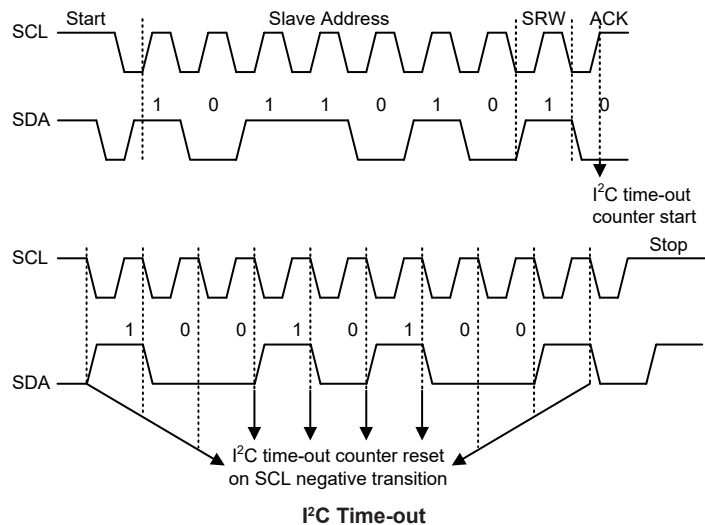 Start Slave Address SRW ACK
SCL
1 0 1 1 0 1 0 1 0
SDA
I²C time-out
counter start
Stop
SCL
1 0 0 1 0 1 0 0
SDA
I²C time-out counter reset
on SCL negative transition
I²C Time-out